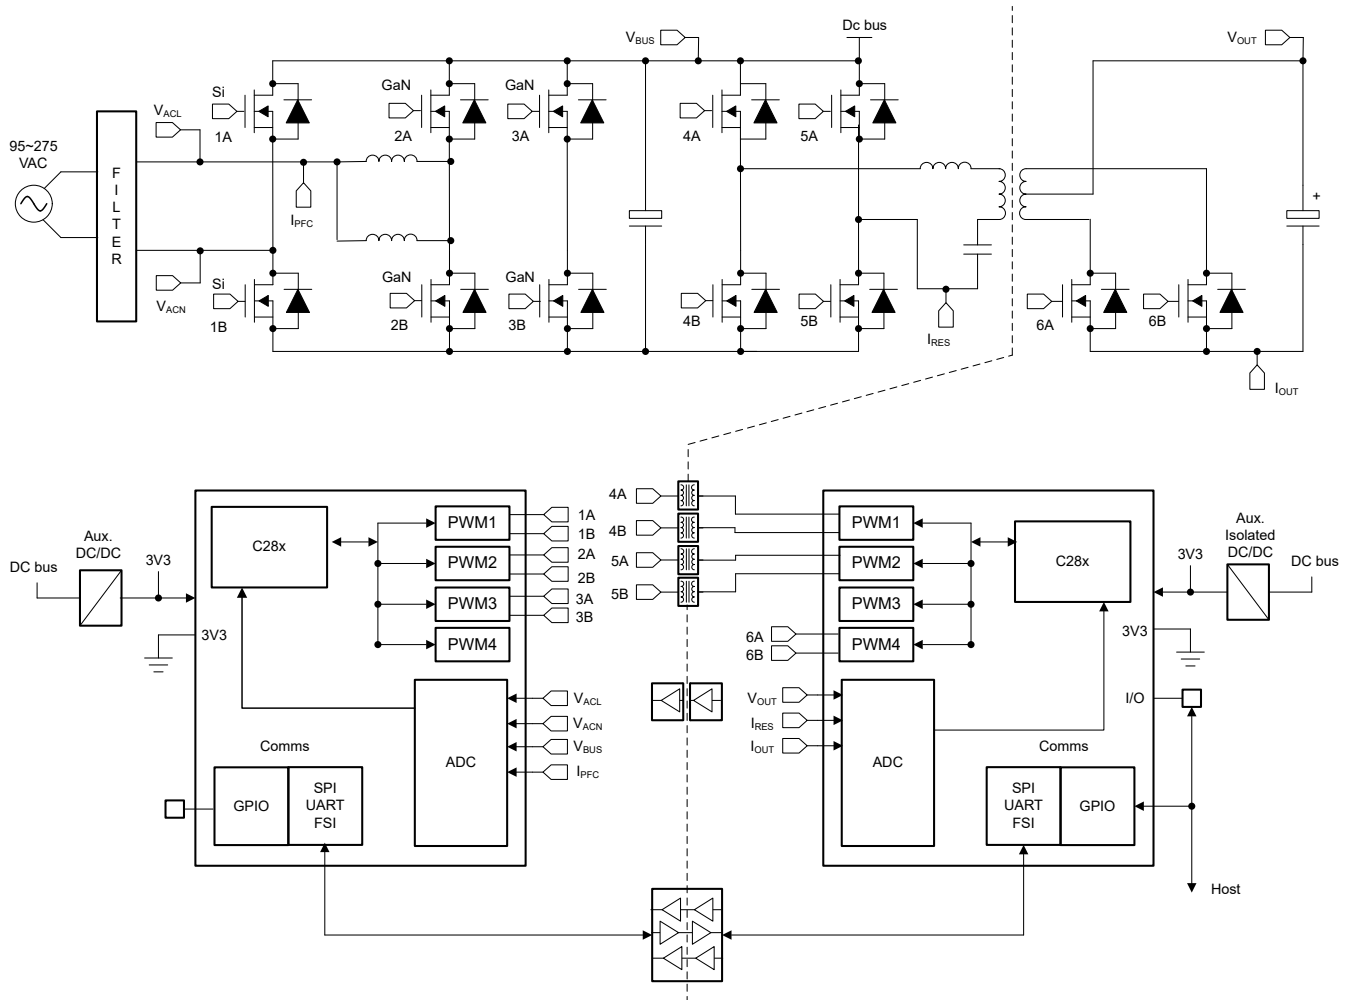 Dc bus
VBUS
VOUT
Si
GaN
GaN
VACL
1A
2A
3A
4A
5A
95~275
VAC
F
I
L
T
E
R
IPFC
+
VACN
Si
GaN
GaN
1B
2B
3B
4B
5B
6A
6B
IRES
IOUT
Aux.
DC/DC
DC bus
3V3
3V3
C28x
PWM1
PWM2
PWM3
PWM4
1A
1B
2A
2B
3A
3B
ADC
VACL
VACN
VBUS
IPFC
Comms
GPIO
SPI
UART
FSI
4A
4B
5A
5B
6A
6B
PWM1
PWM2
PWM3
PWM4
C28x
VOUT
IRES
IOUT
ADC
Comms
SPI
UART
FSI
GPIO
Aux.
Isolated
DC/DC
3V3
DC bus
3V3
I/O
Host